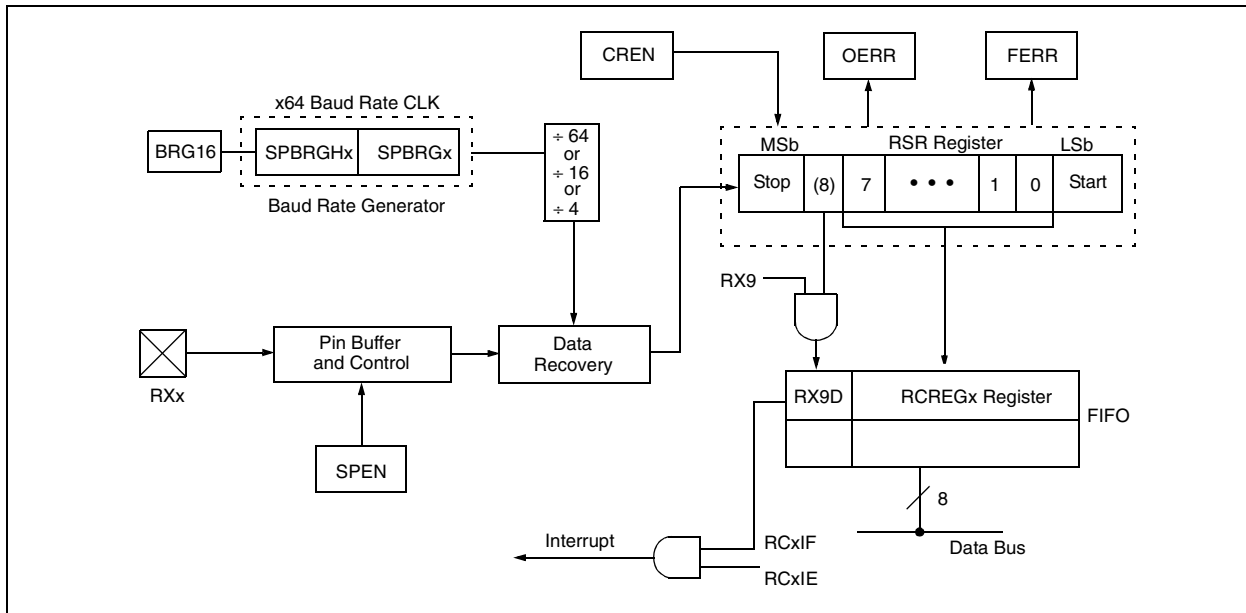 CREN
OERR
FERR
x64 Baud Rate CLK
BRG16
SPBRGHx
SPBRGx
Baud Rate Generator
÷ 64
or
÷ 16
or
÷ 4
MSb
RSR Register
LSb
Stop
(8)
7
• • •
1
0
Start
RX9
RXx
Pin Buffer
and Control
Data
Recovery
SPEN
RX9D
RCREGx Register
FIFO
8
Data Bus
Interrupt
RCxIF
RCxIE